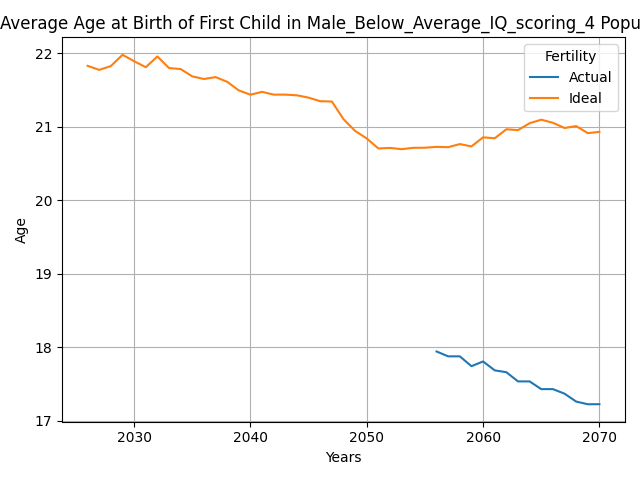 Average Age at Birth of First Child in Male_Below_Average_IQ_scoring_4 Popu
22
21
20
19
18
17
Age
Fertility
Actual
Ideal
2030 2040 2050 2060 2070
Years